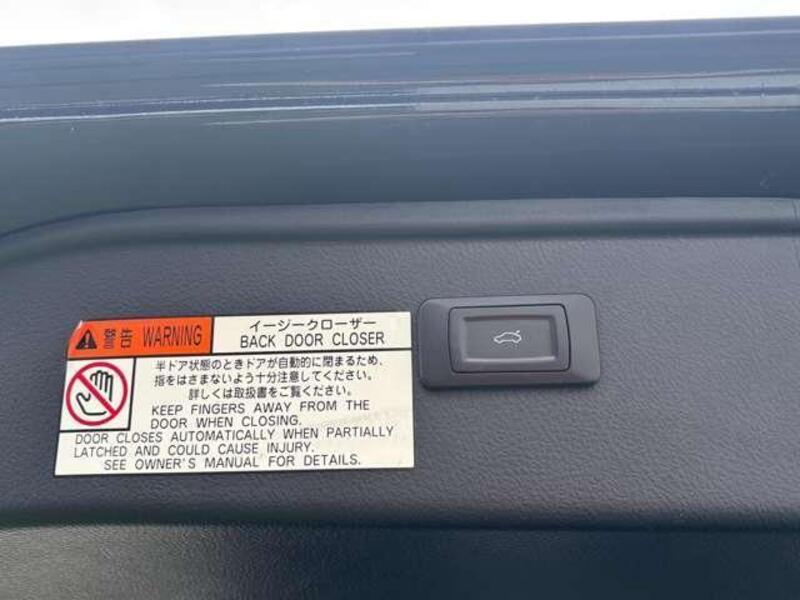 警告 WARNING
イージークローザー
BACK DOOR CLOSER
半ドア状態のときドアが自動的に閉まるため、
指をはさまないよう十分注意してください。
詳しくは取扱書をご覧ください。
KEEP FINGERS AWAY FROM THE
DOOR WHEN CLOSING.
DOOR CLOSES AUTOMATICALLY WHEN PARTIALLY
LATCHED AND COULD CAUSE INJURY.
SEE OWNER'S MANUAL FOR DETAILS.